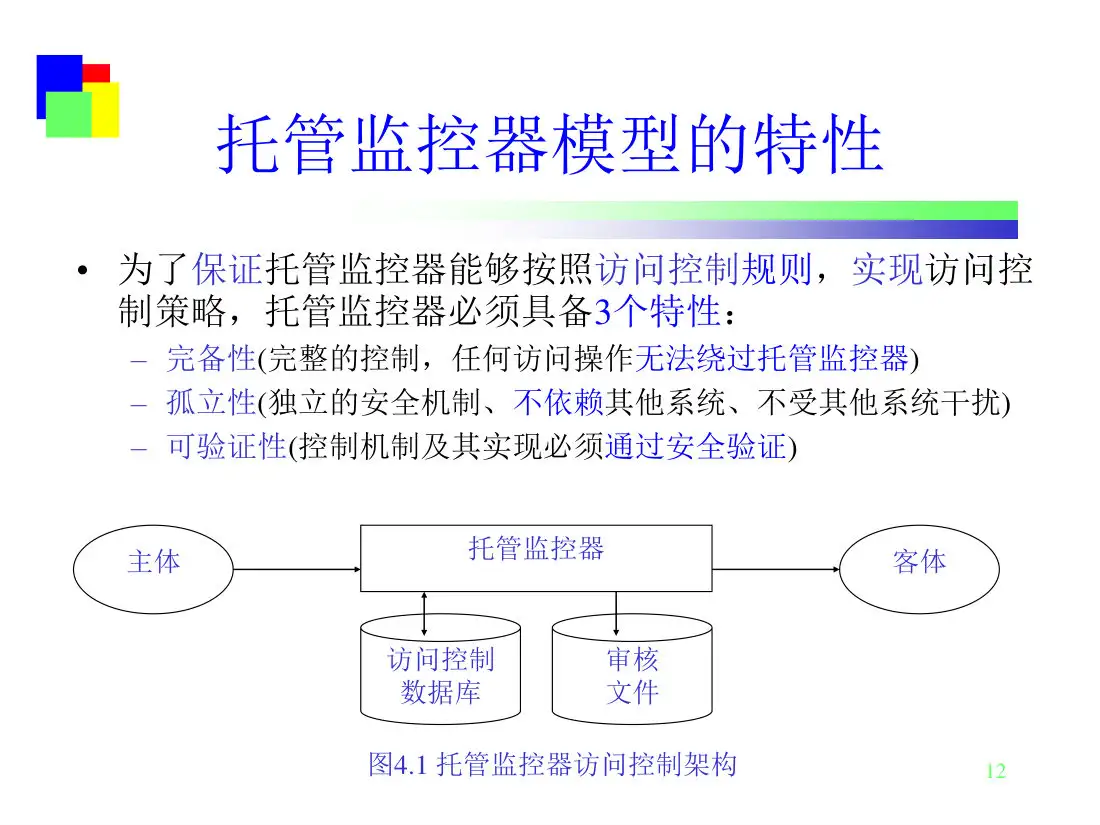 托管监控器模型的特性
• 为了保证托管监控器能够按照访问控制规则，实现访问控
制策略，托管监控器必须具备3个特性：
– 完备性(完整的控制，任何访问操作无法绕过托管监控器)
– 孤立性(独立的安全机制、不依赖其他系统、不受其他系统干扰)
– 可验证性(控制机制及其实现必须通过安全验证)
主体
托管监控器
客体
访问控制
数据库
审核
文件
图4.1 托管监控器访问控制架构
12